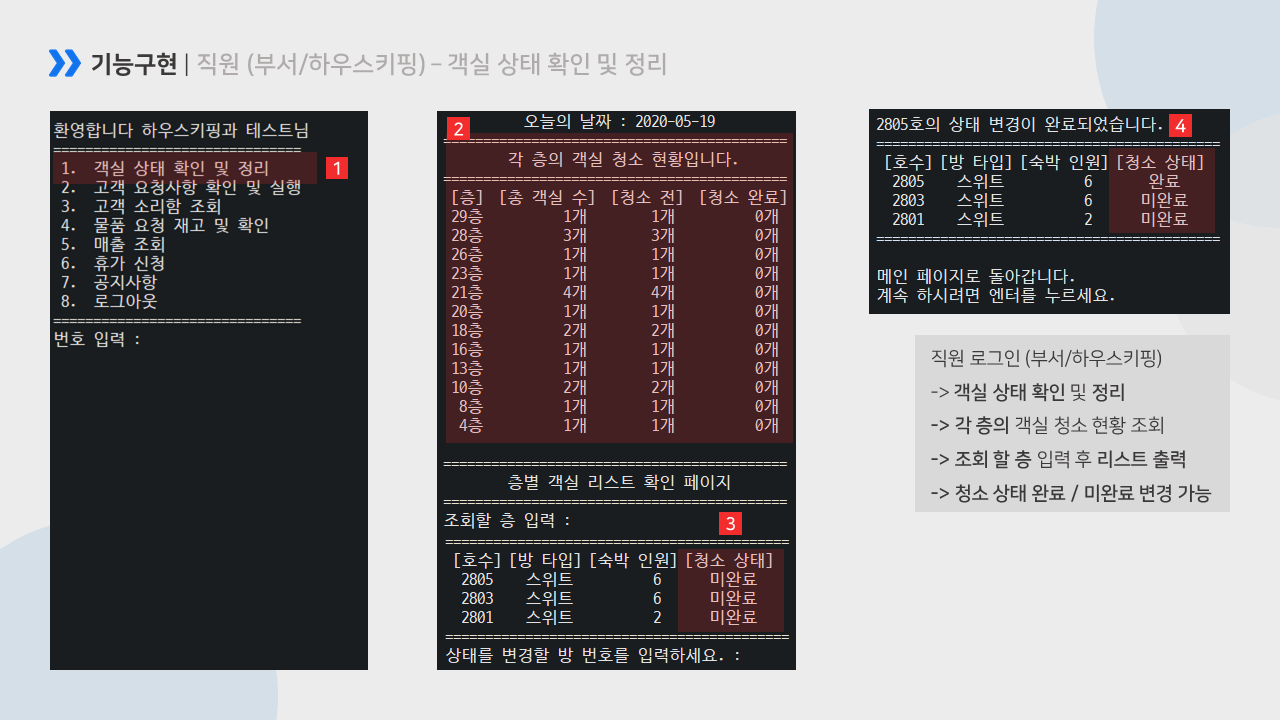 기능구현 | 직원 (부서/하우스키핑) – 객실 상태 확인 및 정리
환영합니다 하우스키핑과 테스트님
===============================
1. 객실 상태 확인 및 정리
1
2. 고객 요청사항 확인 및 실행
3. 고객 소리함 조회
4. 물품 요청 재고 및 확인
5. 매출 조회
6. 휴가 신청
7. 공지사항
8. 로그아웃
===============================
번호 입력 :
오늘의 날짜 : 2020-05-19
2
===========================================
각 층의 객실 청소 현황입니다.
===========================================
[층] [총 객실 수] [청소 전] [청소 완료]
29층 1개 1개 0개
28층 3개 3개 0개
26층 1개 1개 0개
23층 1개 1개 0개
21층 4개 4개 0개
20층 1개 1개 0개
18층 2개 2개 0개
16층 1개 1개 0개
13층 1개 1개 0개
10층 2개 2개 0개
8층 1개 1개 0개
4층 1개 1개 0개
===========================================
층별 객실 리스트 확인 페이지
===========================================
조회할 층 입력 :
3
===========================================
[호수] [방 타입] [숙박 인원] [청소 상태]
2805 스위트 6 미완료
2803 스위트 6 미완료
2801 스위트 2 미완료
===========================================
상태를 변경할 방 번호를 입력하세요. :
2805호의 상태 변경이 완료되었습니다.
4
===========================================
[호수] [방 타입] [숙박 인원] [청소 상태]
2805 스위트 6 완료
2803 스위트 6 미완료
2801 스위트 2 미완료
===========================================
메인 페이지로 돌아갑니다.
계속 하시려면 엔터를 누르세요.
직원 로그인 (부서/하우스키핑)
-> 객실 상태 확인 및 정리
-> 각 층의 객실 청소 현황 조회
-> 조회 할 층 입력 후 리스트 출력
-> 청소 상태 완료 / 미완료 변경 가능